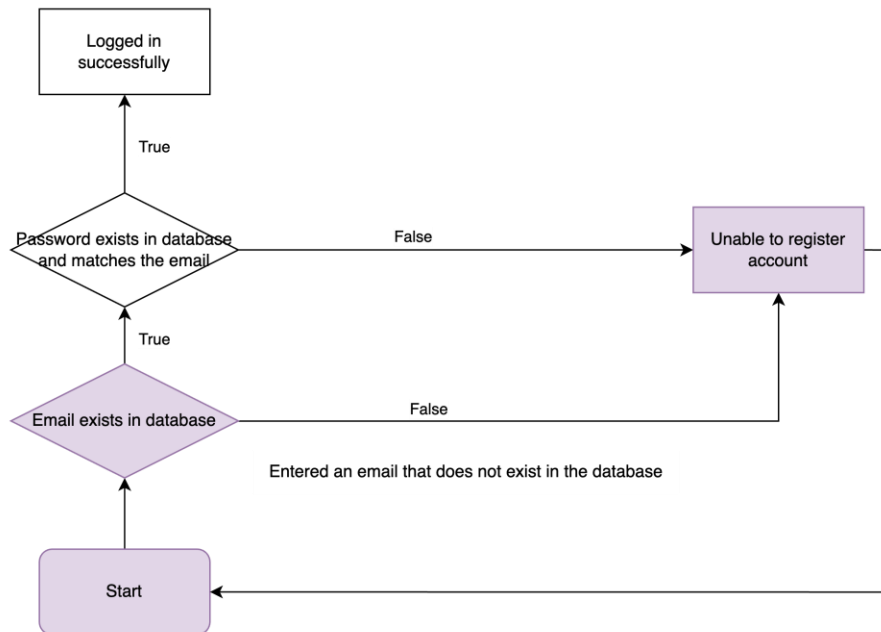 Logged in
successfully
True
Password exists in database
and matches the email
False
Unable to register
account
True
Email exists in database
False
Entered an email that does not exist in the database
Start